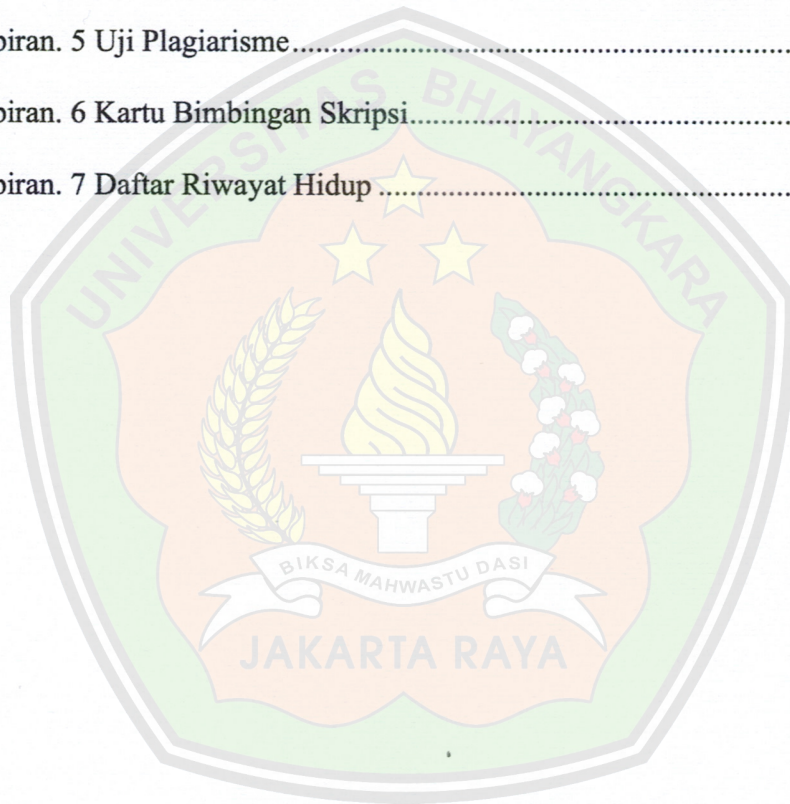 piran. 5 Uji Plagiarisme
piran. 6 Kartu Bimbingan Skripsi
piran. 7 Daftar Riwayat Hidup
UNIVERSITAS BHAYANGKARA
BIKSA MAHWASTU DASI
JAKARTA RAYA